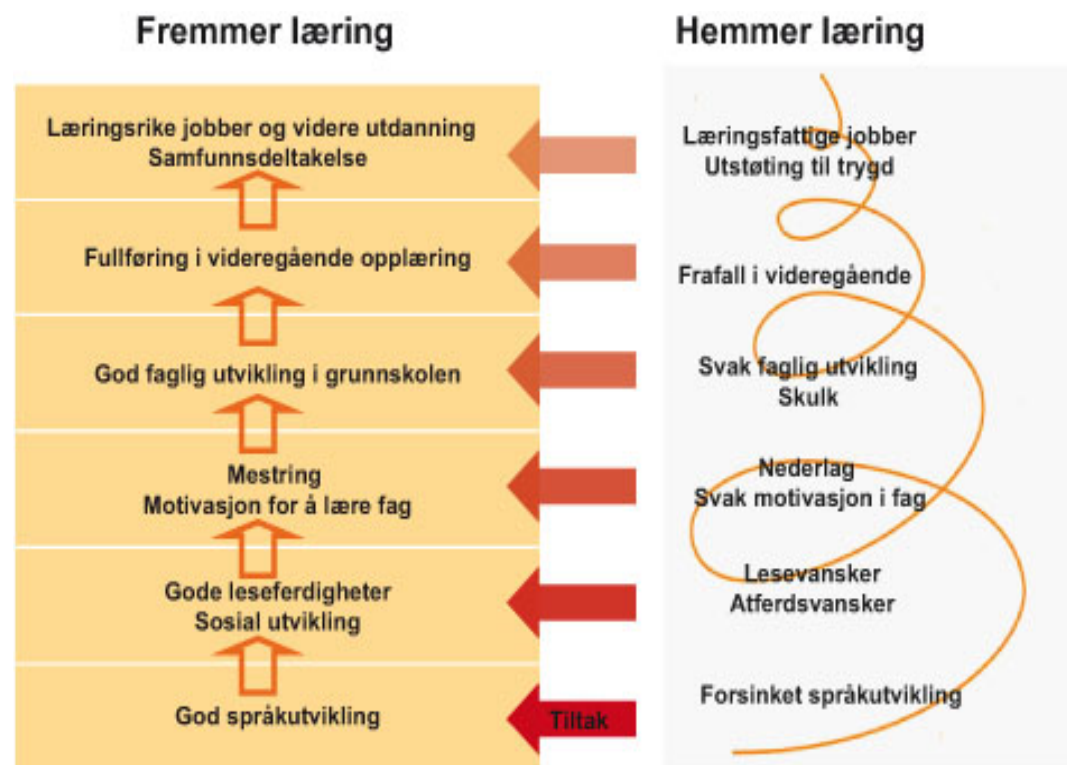 Fremmer læring
Læringsrike jobber og videre utdanning
Samfunnsdeltakelse
Fullføring i videregående opplæring
God faglig utvikling i grunnskolen
Mestring
Motivasjon for å lære fag
Gode leseferdigheter
Sosial utvikling
God språkutvikling
Tiltak
Hemmer læring
Læringsfattige jobber
Utstøting til trygd
Frafall i videregående
Svak faglig utvikling
Skulk
Nederlag
Svak motivasjon i fag
Lesevansker
Atferdsvansker
Forsinket språkutvikling